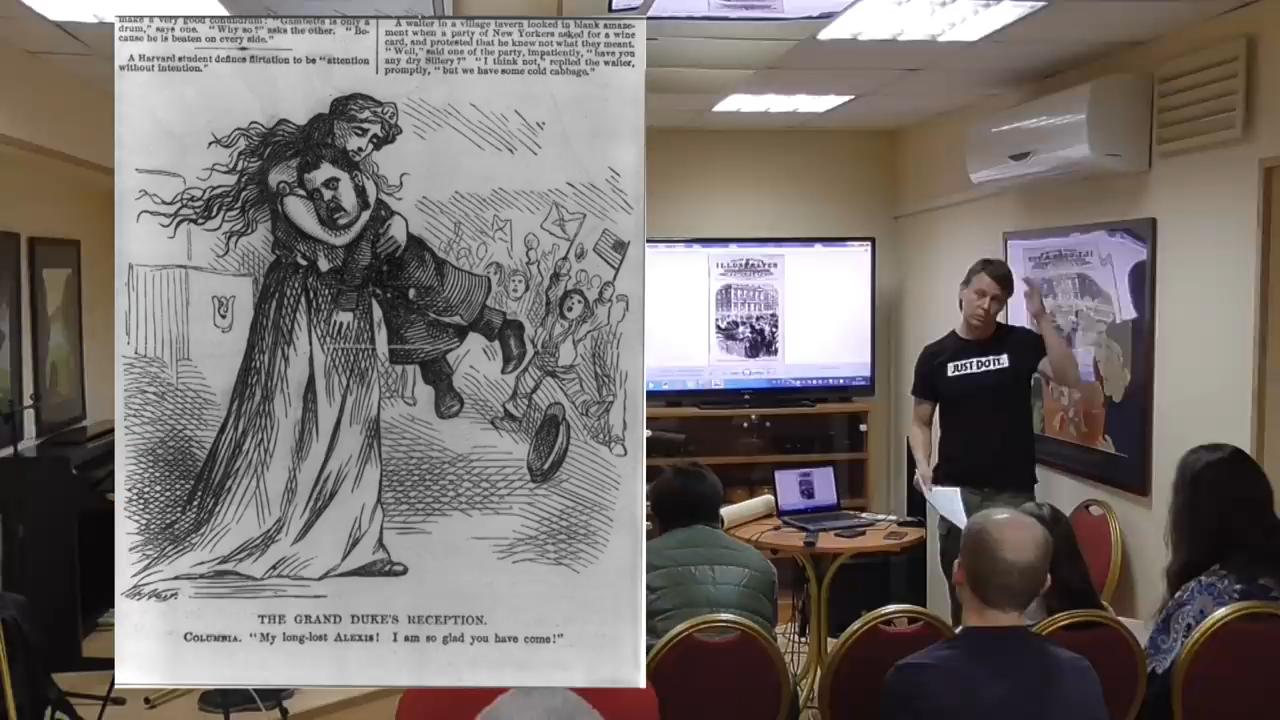 make a very good conundrum! "Gambetta is only a
drum," says one. "Why so?" asks the other. "Be-
cause he is beaten on every side."
A Harvard student defines flirtation to be "attention
without intention."
A waiter in a village tavern looked in blank amaze-
ment when a party of New Yorkers asked for a wine
card, and protested that he knew not what they meant.
"Well," said one of the party, impatiently, "have you
any dry Sillery?" "I think not," replied the waiter,
promptly, "but we have some cold cabbage."
THE GRAND DUKE'S RECEPTION.
COLUMBIA. "My long-lost ALEXIS! I am so glad you have come!"
ILLUSTRATED
JUST DO IT.